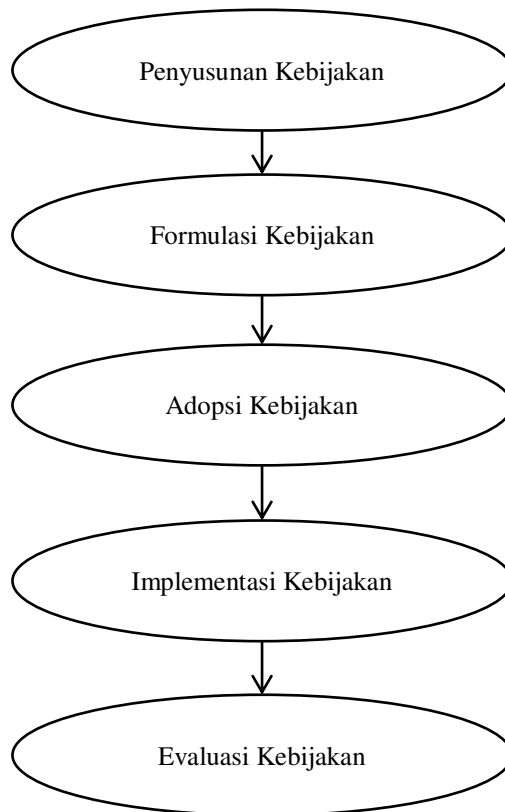 Penyusunan Kebijakan
Formulasi Kebijakan
Adopsi Kebijakan
Implementasi Kebijakan
Evaluasi Kebijakan